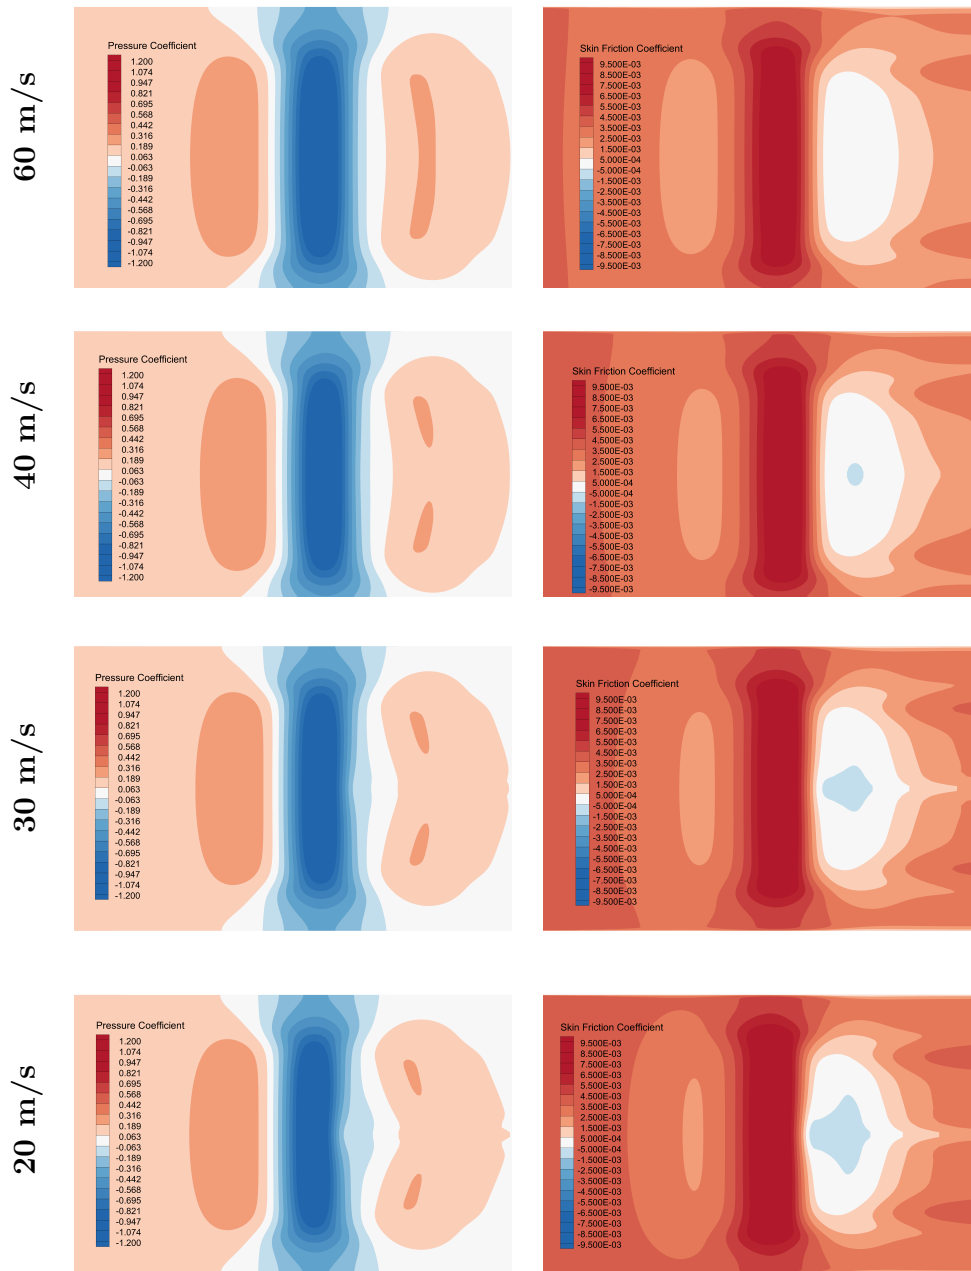 60 m/s
Pressure Coefficient
1.200
1.074
0.947
0.821
0.695
0.568
0.442
0.316
0.189
0.063
-0.063
-0.189
-0.316
-0.442
-0.568
-0.695
-0.821
-0.947
-1.074
-1.200
Skin Friction Coefficient
9.500E-03
8.500E-03
7.500E-03
6.500E-03
5.500E-03
4.500E-03
3.500E-03
2.500E-03
1.500E-03
5.000E-04
-5.000E-04
-1.500E-03
-2.500E-03
-3.500E-03
-4.500E-03
-5.500E-03
-6.500E-03
-7.500E-03
-8.500E-03
-9.500E-03
40 m/s
Pressure Coefficient
1.200
1.074
0.947
0.821
0.695
0.568
0.442
0.316
0.189
0.063
-0.063
-0.189
-0.316
-0.442
-0.568
-0.695
-0.821
-0.947
-1.074
-1.200
Skin Friction Coefficient
9.500E-03
8.500E-03
7.500E-03
6.500E-03
5.500E-03
4.500E-03
3.500E-03
2.500E-03
1.500E-03
5.000E-04
-5.000E-04
-1.500E-03
-2.500E-03
-3.500E-03
-4.500E-03
-5.500E-03
-6.500E-03
-7.500E-03
-8.500E-03
-9.500E-03
30 m/s
Pressure Coefficient
1.200
1.074
0.947
0.821
0.695
0.568
0.442
0.316
0.189
0.063
-0.063
-0.189
-0.316
-0.442
-0.568
-0.695
-0.821
-0.947
-1.074
-1.200
Skin Friction Coefficient
9.500E-03
8.500E-03
7.500E-03
6.500E-03
5.500E-03
4.500E-03
3.500E-03
2.500E-03
1.500E-03
5.000E-04
-5.000E-04
-1.500E-03
-2.500E-03
-3.500E-03
-4.500E-03
-5.500E-03
-6.500E-03
-7.500E-03
-8.500E-03
-9.500E-03
20 m/s
Pressure Coefficient
1.200
1.074
0.947
0.821
0.695
0.568
0.442
0.316
0.189
0.063
-0.063
-0.189
-0.316
-0.442
-0.568
-0.695
-0.821
-0.947
-1.074
-1.200
Skin Friction Coefficient
9.500E-03
8.500E-03
7.500E-03
6.500E-03
5.500E-03
4.500E-03
3.500E-03
2.500E-03
1.500E-03
5.000E-04
-5.000E-04
-1.500E-03
-2.500E-03
-3.500E-03
-4.500E-03
-5.500E-03
-6.500E-03
-7.500E-03
-8.500E-03
-9.500E-03